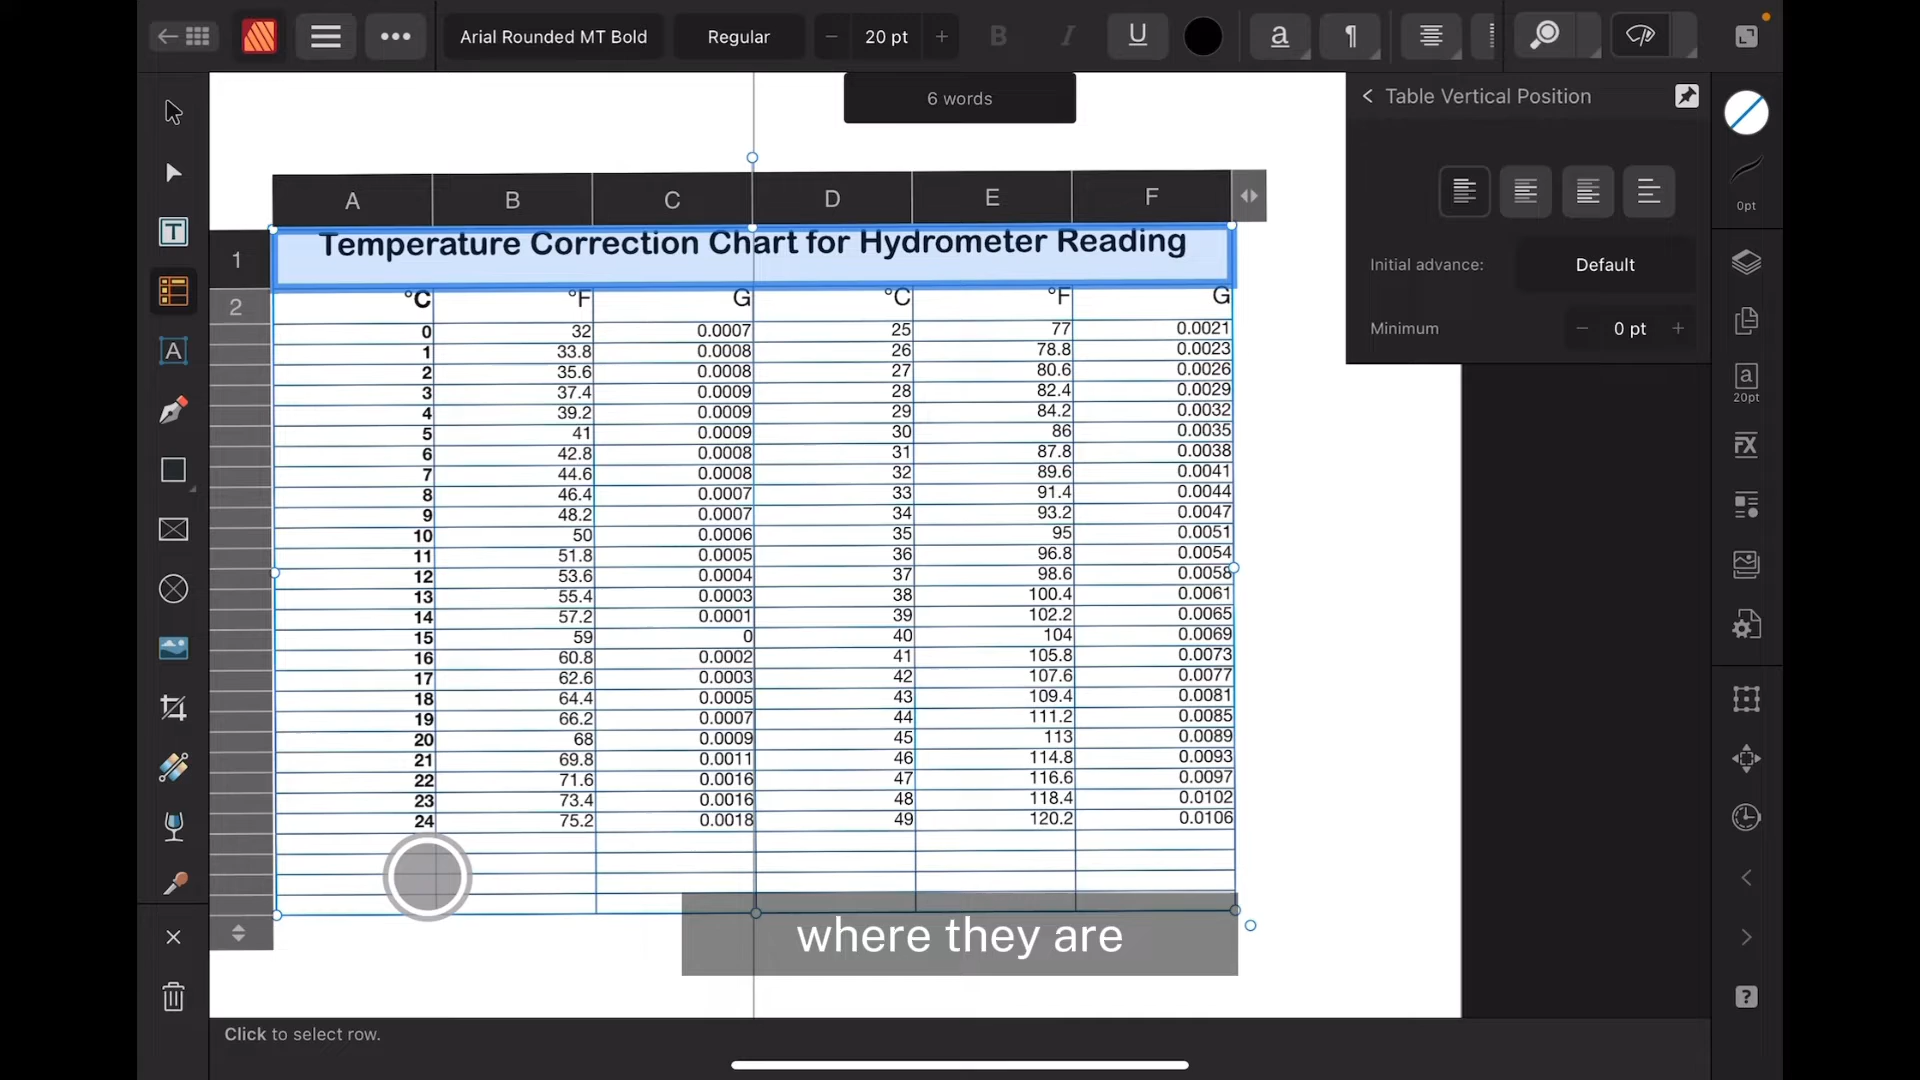 Arial Rounded MT Bold Regular 20 pt B I U a ¶
6 words
Table Vertical Position
0pt
Initial advance: Default
Minimum 0 pt
a
20pt
FX
T
A
A B C D E F
1 Temperature Correction Chart for Hydrometer Reading
2 °C °F G °C °F G
0 32 0.0007 25 77 0.0021
1 33.8 0.0008 26 78.8 0.0023
2 35.6 0.0008 27 80.6 0.0026
3 37.4 0.0009 28 82.4 0.0029
4 39.2 0.0009 29 84.2 0.0032
5 41 0.0009 30 86 0.0035
6 42.8 0.0008 31 87.8 0.0038
7 44.6 0.0008 32 89.6 0.0041
8 46.4 0.0007 33 91.4 0.0044
9 48.2 0.0007 34 93.2 0.0047
10 50 0.0006 35 95 0.0051
11 51.8 0.0005 36 96.8 0.0054
12 53.6 0.0004 37 98.6 0.0058
13 55.4 0.0003 38 100.4 0.0061
14 57.2 0.0001 39 102.2 0.0065
15 59 0 40 104 0.0069
16 60.8 0.0002 41 105.8 0.0073
17 62.6 0.0003 42 107.6 0.0077
18 64.4 0.0005 43 109.4 0.0081
19 66.2 0.0007 44 111.2 0.0085
20 68 0.0009 45 113 0.0089
21 69.8 0.0011 46 114.8 0.0093
22 71.6 0.0016 47 116.6 0.0097
23 73.4 0.0016 48 118.4 0.0102
24 75.2 0.0018 49 120.2 0.0106
where they are
?
Click to select row.